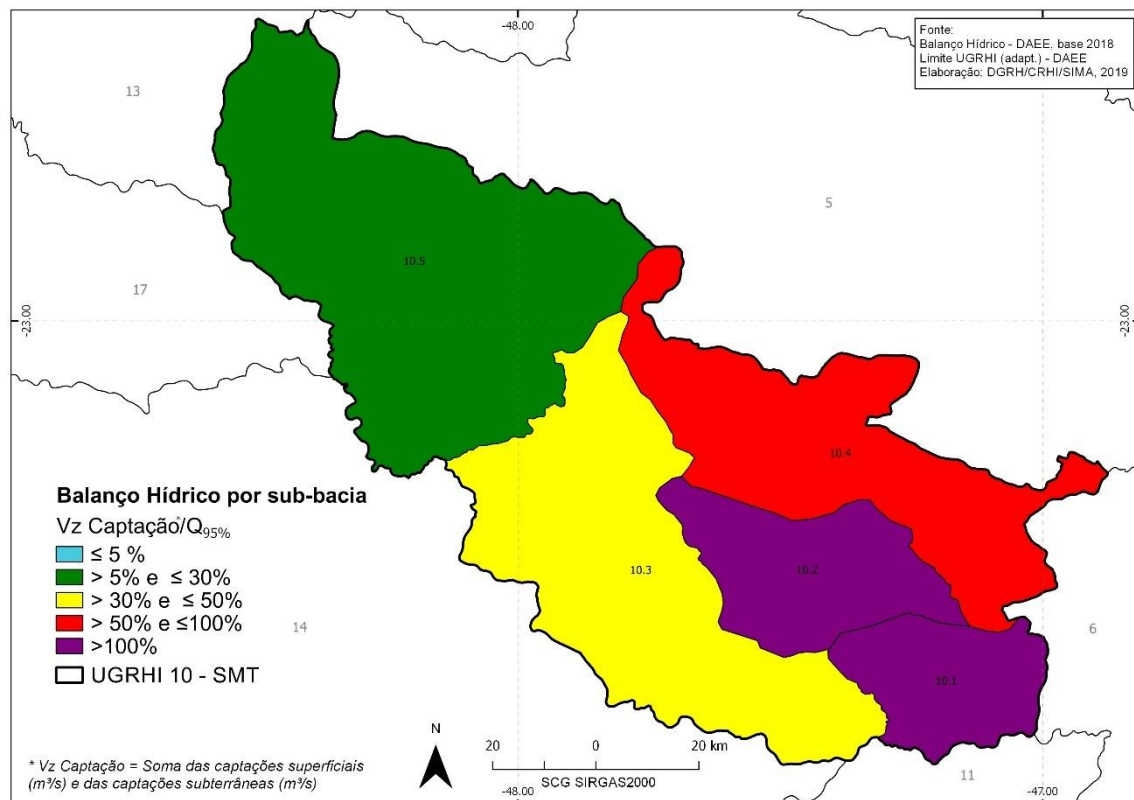 -48.00
Fonte:
Balanço Hídrico - DAEE, base 2018
Limite UGRHI (adapt.) - DAEE
Elaboração: DGRH/CRHI/SIMA, 2019
13
5
10.5
17
-23.00
-23.00
10.4
Balanço Hídrico por sub-bacia
Vz Captação*/Q95%
≤ 5 %
> 5% e ≤ 30%
> 30% e ≤ 50%
> 50% e ≤100%
>100%
UGRHI 10 - SMT
10.3
10.2
14
6
10.1
N
20 0 20 km
SCG SIRGAS2000
* Vz Captação = Soma das captações superficiais
(m³/s) e das captações subterrâneas (m³/s)
11
-48.00
-47.00